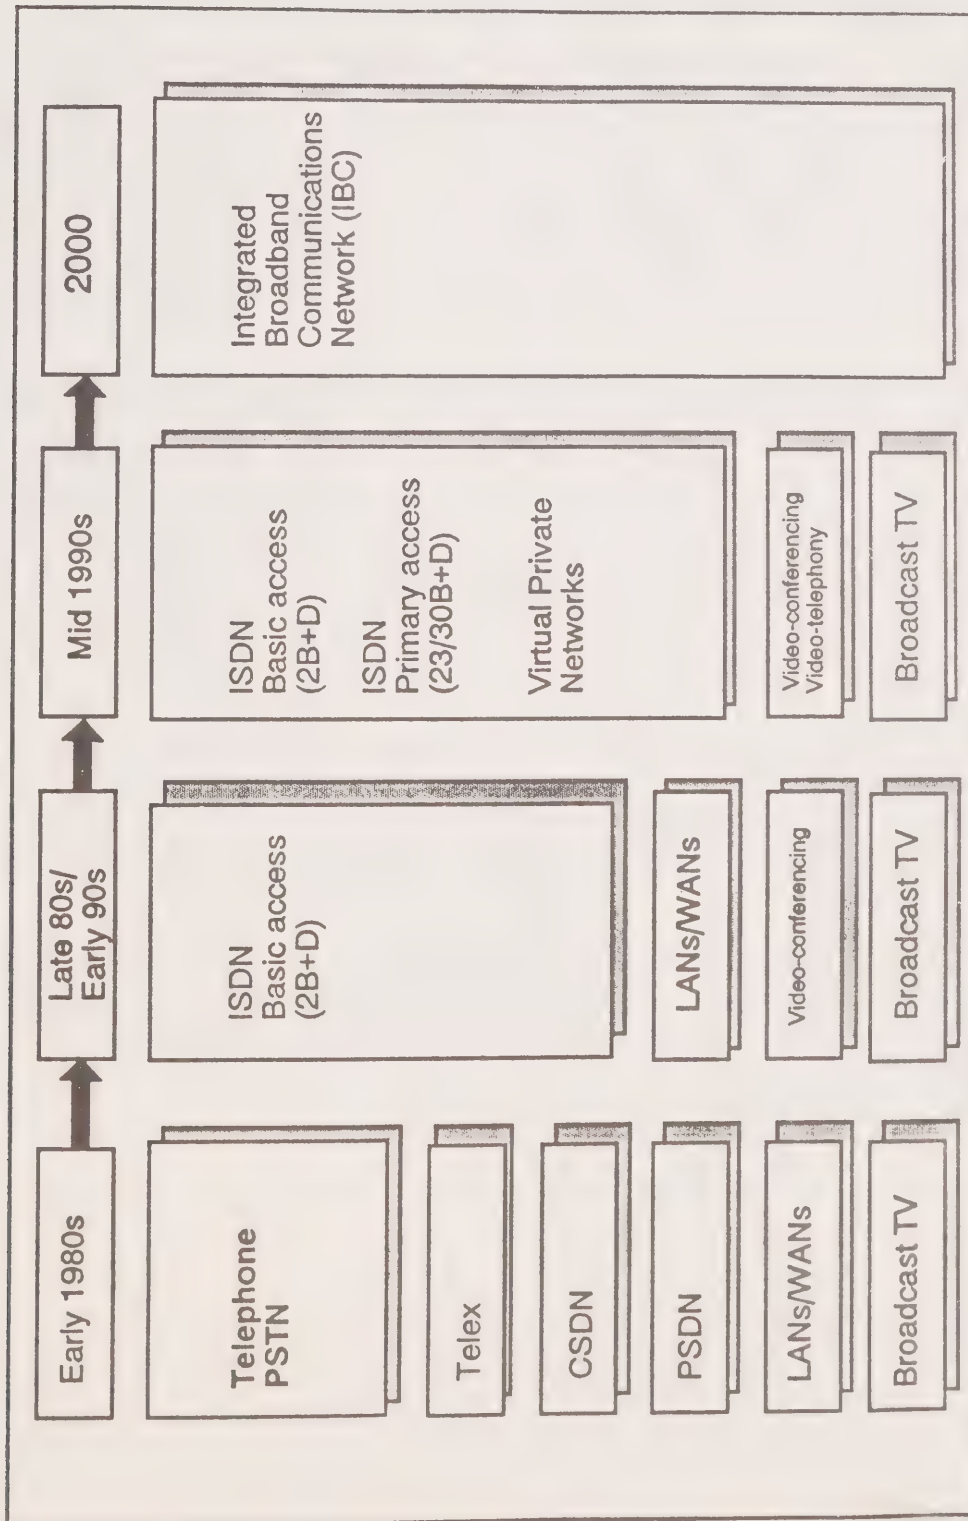 Early 1980s
Telephone
PSTN
Telex
CSDN
PSDN
LANs/WANs
Broadcast TV
Late 80s/
Early 90s
ISDN
Basic access
(2B+D)
LANs/WANs
Video-conferencing
Broadcast TV
Mid 1990s
ISDN
Basic access
(2B+D)
ISDN
Primary access
(23/30B+D)
Virtual Private
Networks
Video-conferencing
Video-telephony
Broadcast TV
2000
Integrated
Broadband
Communications
Network (IBC)